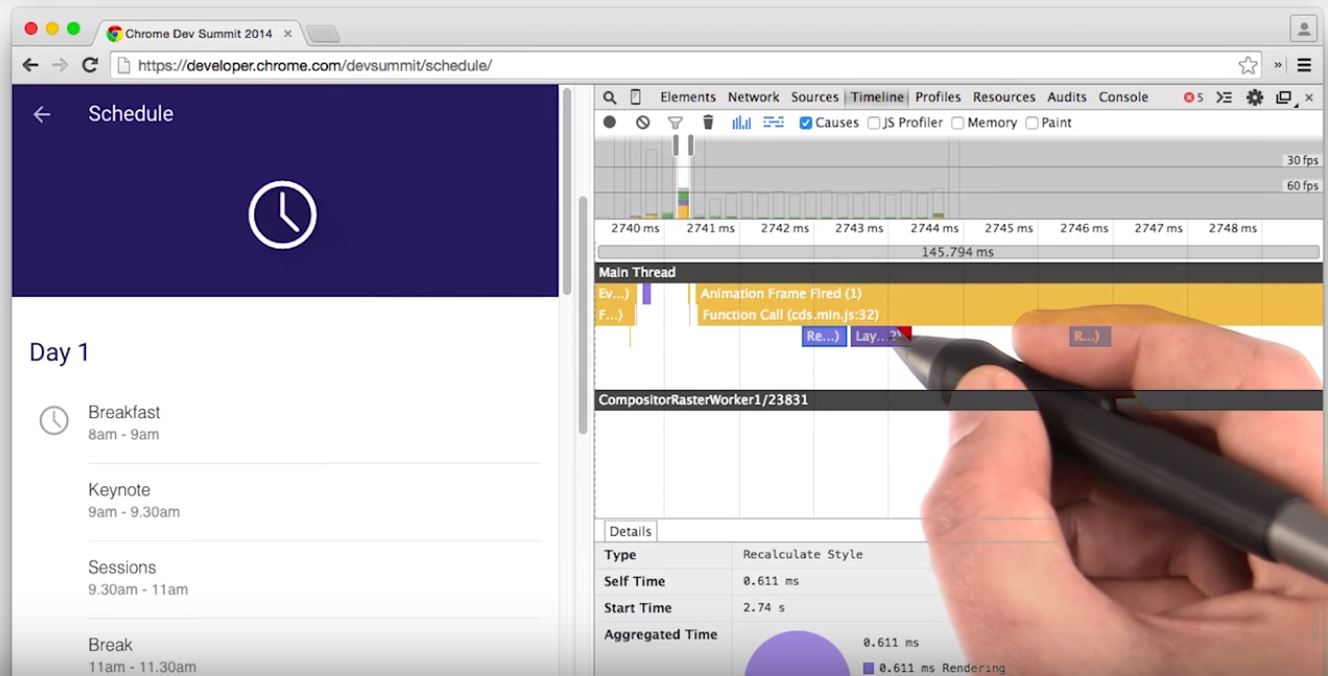 Chrome Dev Summit 2014
https://developer.chrome.com/devsummit/schedule/
Schedule
Day 1
Breakfast
8am - 9am
Keynote
9am - 9.30am
Sessions
9.30am - 11am
Break
11am - 11.30am
Elements Network Sources Timeline Profiles Resources Audits Console 5
Causes JS Profiler Memory Paint
30 fps
60 fps
2740 ms 2741 ms 2742 ms 2743 ms 2744 ms 2745 ms 2746 ms 2747 ms 2748 ms
145.794 ms
Main Thread
Ev...) Animation Frame Fired (1)
F...) Function Call (cds.min.js:32)
Re...) Lay... R...)
CompositorRasterWorker1/23831
Details
Type Recalculate Style
Self Time 0.611 ms
Start Time 2.74 s
Aggregated Time 0.611 ms
0.611 ms Rendering